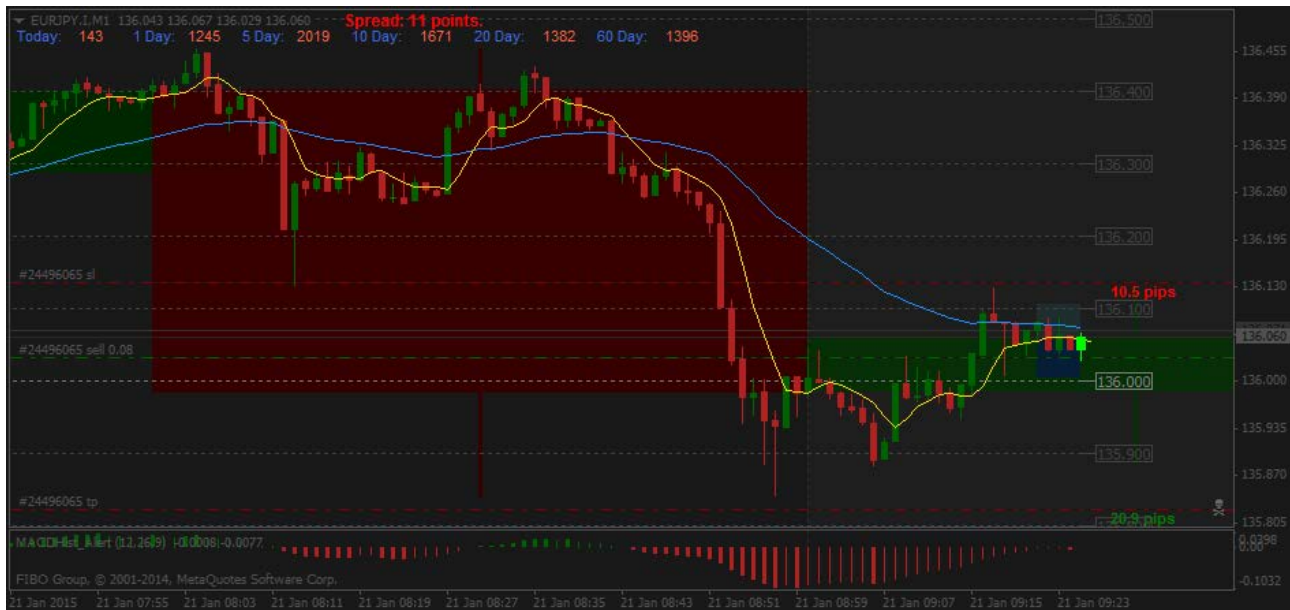 EURJPY.I,M1 136.043 136.067 136.029 136.060 Spread: 11 points.
Today: 143 1 Day: 1245 5 Day: 2019 10 Day: 1671 20 Day: 1382 60 Day: 1396
136.500
136.455
136.400
136.390
136.325
136.300
136.260
136.200
136.195
#24496065 sl
136.130
10.5 pips
136.100
136.060
#24496065 sell 0.08
136.000
136.000
135.935
135.900
135.870
#24496065 tp
20.9 pips
135.805
-0.0008 -0.0077
0.0398
0.00
-0.1032
FIBO Group, © 2001-2014, MetaQuotes Software Corp.
21 Jan 2015 21 Jan 07:55 21 Jan 08:03 21 Jan 08:11 21 Jan 08:19 21 Jan 08:27 21 Jan 08:35 21 Jan 08:43 21 Jan 08:51 21 Jan 08:59 21 Jan 09:07 21 Jan 09:15 21 Jan 09:23